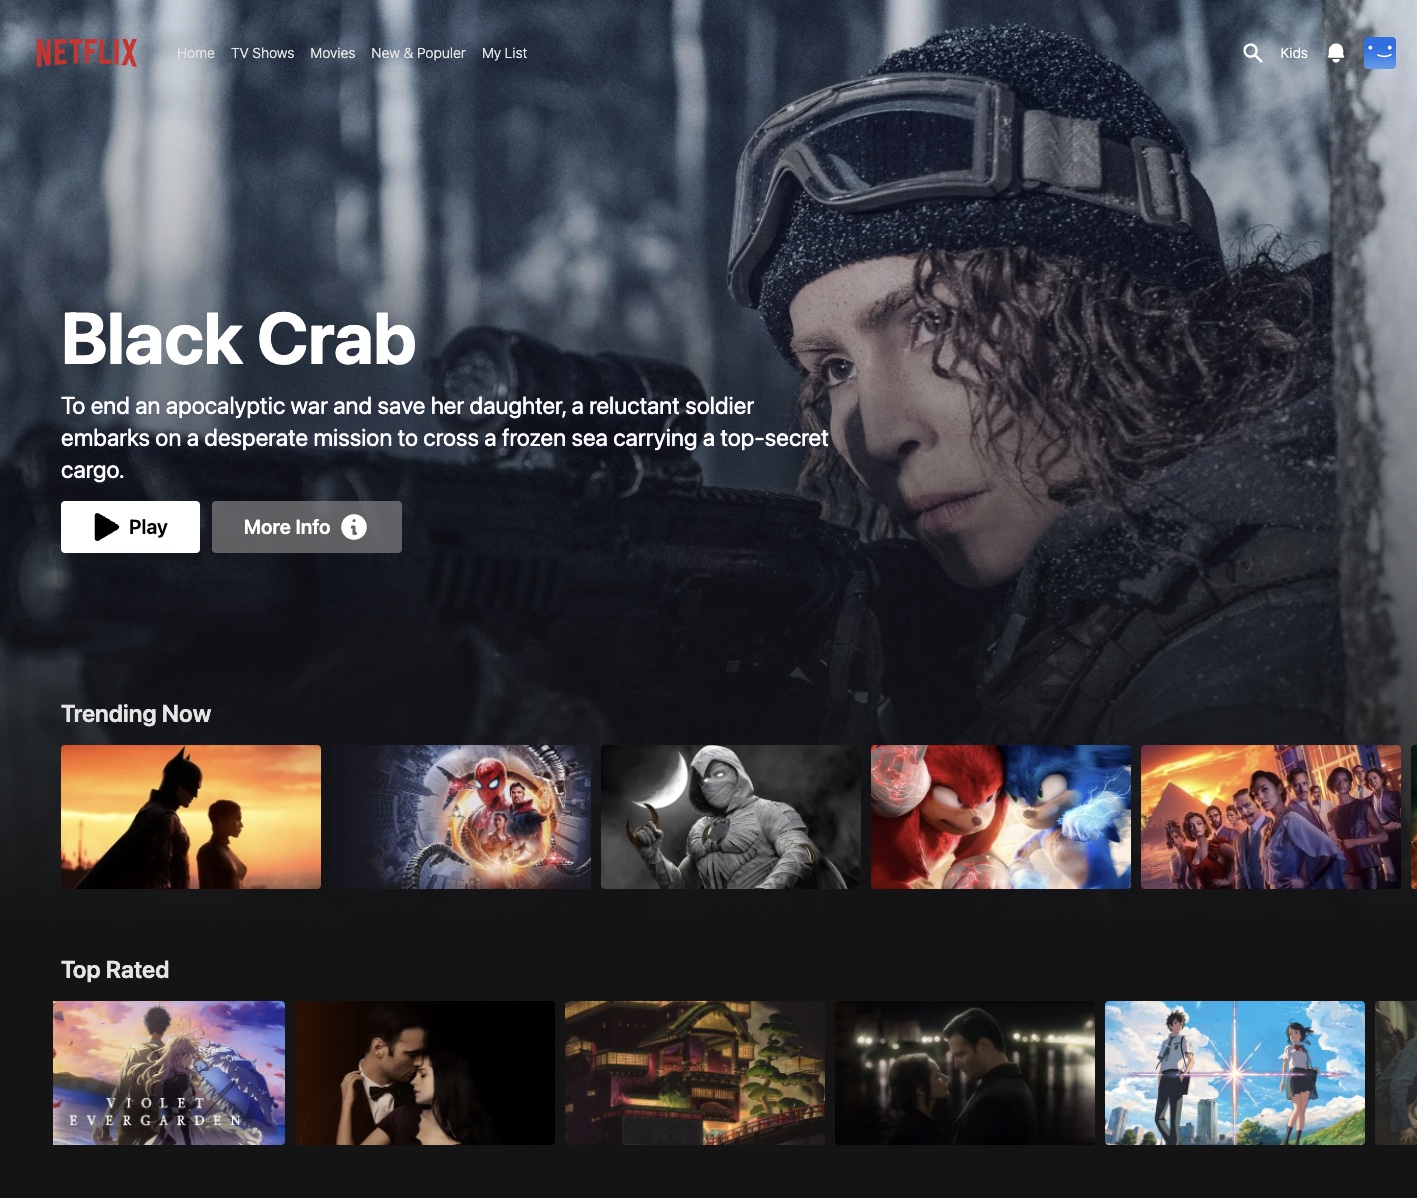 NETFLIX
Home TV Shows Movies New & Populer My List
Kids
Black Crab
To end an apocalyptic war and save her daughter, a reluctant soldier
embarks on a desperate mission to cross a frozen sea carrying a top-secret
cargo.
Play
More Info
Trending Now
Top Rated
VIOLET
EVERGARDEN